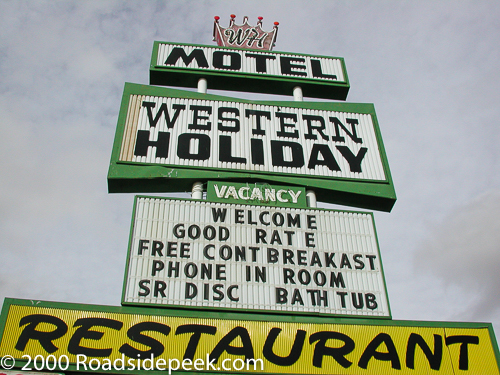 WH
MOTEL
WESTERN
HOLIDAY
VACANCY
WELCOME
GOOD RATE
FREE CONT BREAKAST
PHONE IN ROOM
SR DISC BATH TUB
RESTAURANT
© 2000 Roadsidepeek.com